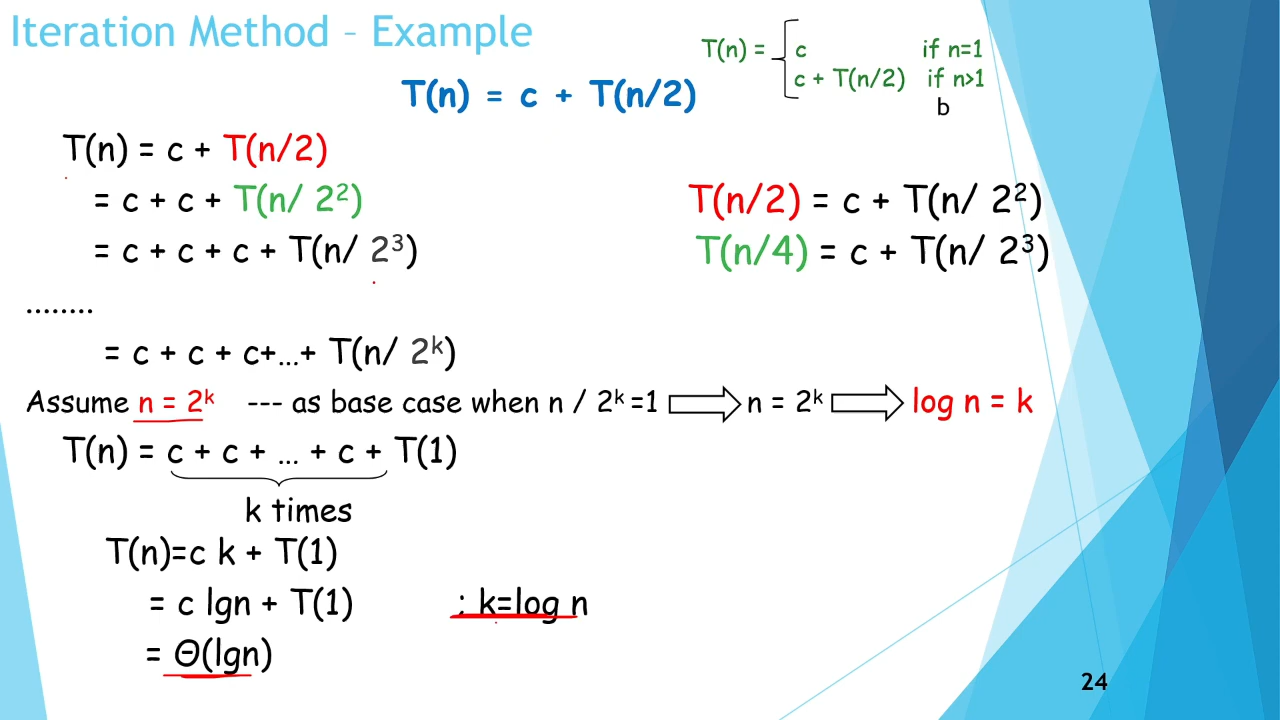 Iteration Method – Example
T(n) = c if n=1
c + T(n/2) if n>1
b
T(n) = c + T(n/2)
T(n) = c + T(n/2)
= c + c + T(n/ 2²)
T(n/2) = c + T(n/ 2²)
= c + c + c + T(n/ 2³)
T(n/4) = c + T(n/ 2³)
........
= c + c + c+...+ T(n/ 2ᵏ)
Assume n = 2ᵏ --- as base case when n / 2ᵏ =1 ⇒ n = 2ᵏ ⇒ log n = k
T(n) = c + c + ... + c + T(1)
k times
T(n)=c k + T(1)
= c lgn + T(1) : k=log n
= Θ(lgn)
24